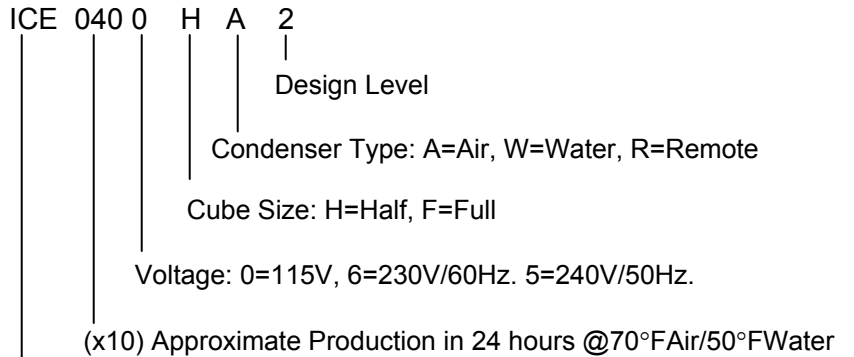 ICE 040 0 H A 2
Design Level
Condenser Type: A=Air, W=Water, R=Remote
Cube Size: H=Half, F=Full
Voltage: 0=115V, 6=230V/60Hz. 5=240V/50Hz.
(x10) Approximate Production in 24 hours @70°FAir/50°FWater